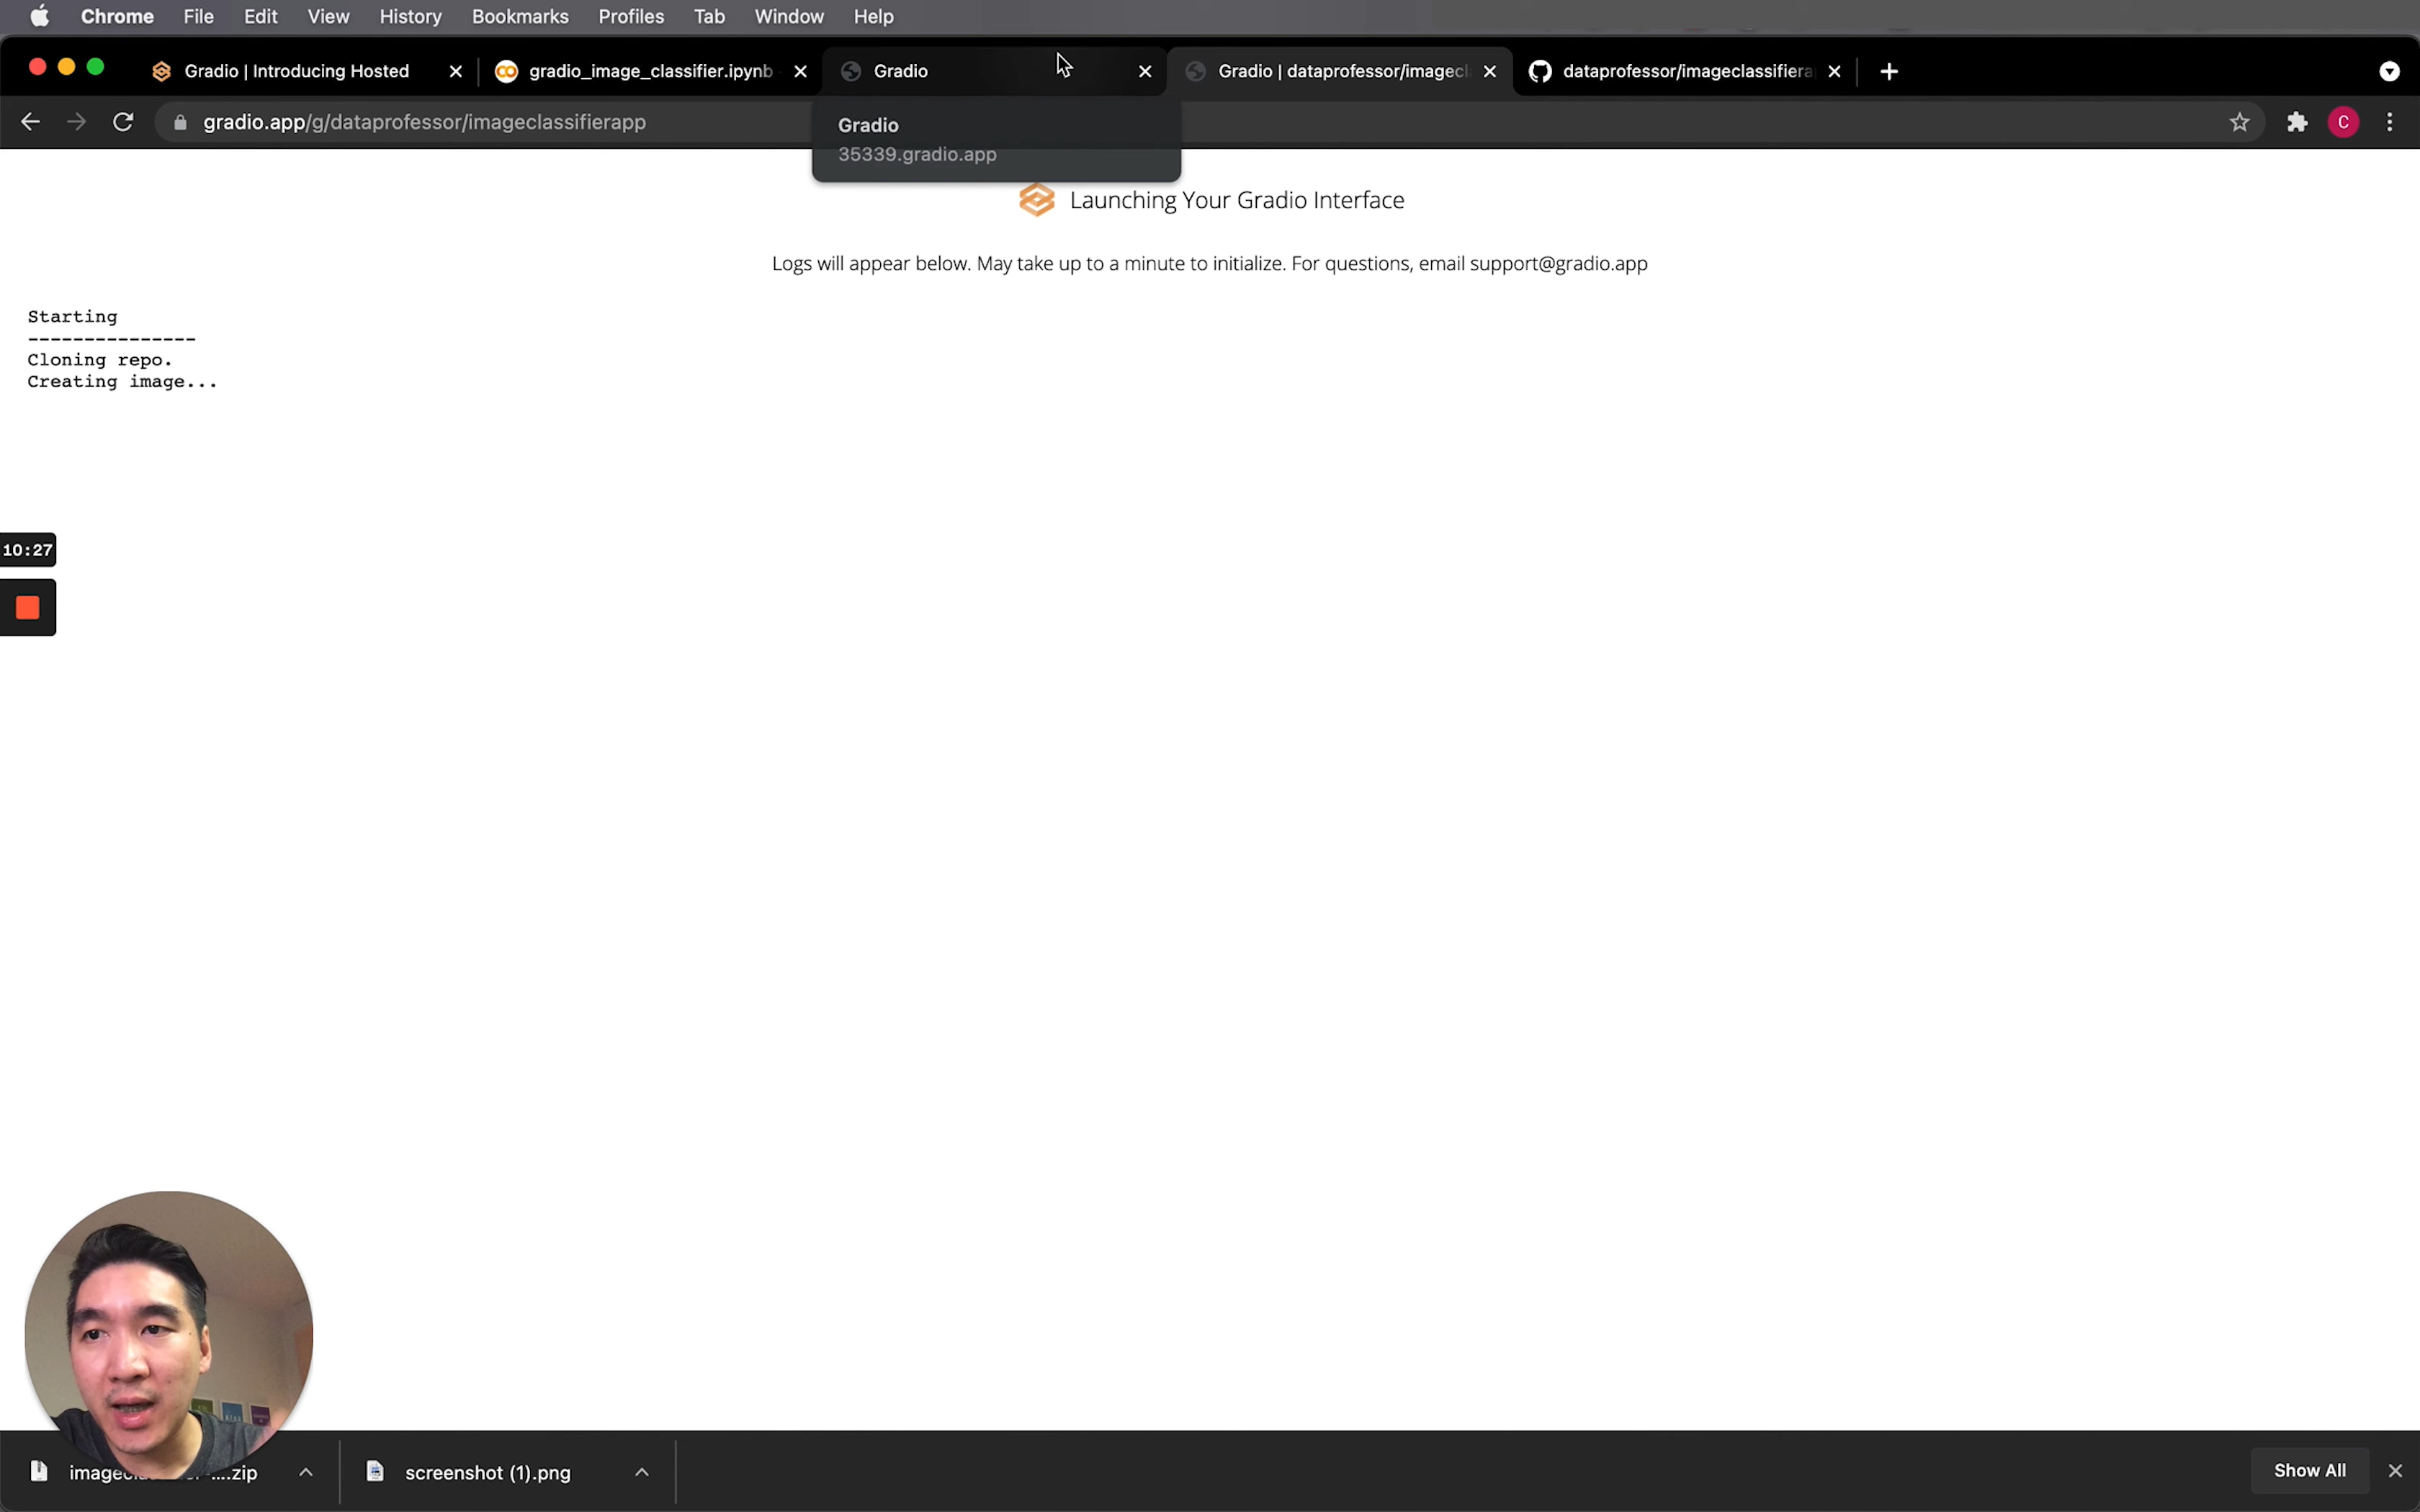 Chrome File Edit View History Bookmarks Profiles Tab Window Help
Gradio | Introducing Hosted
gradio_image_classifier.ipynb
Gradio
Gradio | dataprofessor/imagecl
dataprofessor/imageclassifiera
gradio.app/g/dataprofessor/imageclassifierapp
C
Gradio
35339.gradio.app
Launching Your Gradio Interface
Logs will appear below. May take up to a minute to initialize. For questions, email support@gradio.app
Starting
---------------
Cloning repo.
Creating image...
10:27
screenshot (1).png
Show All